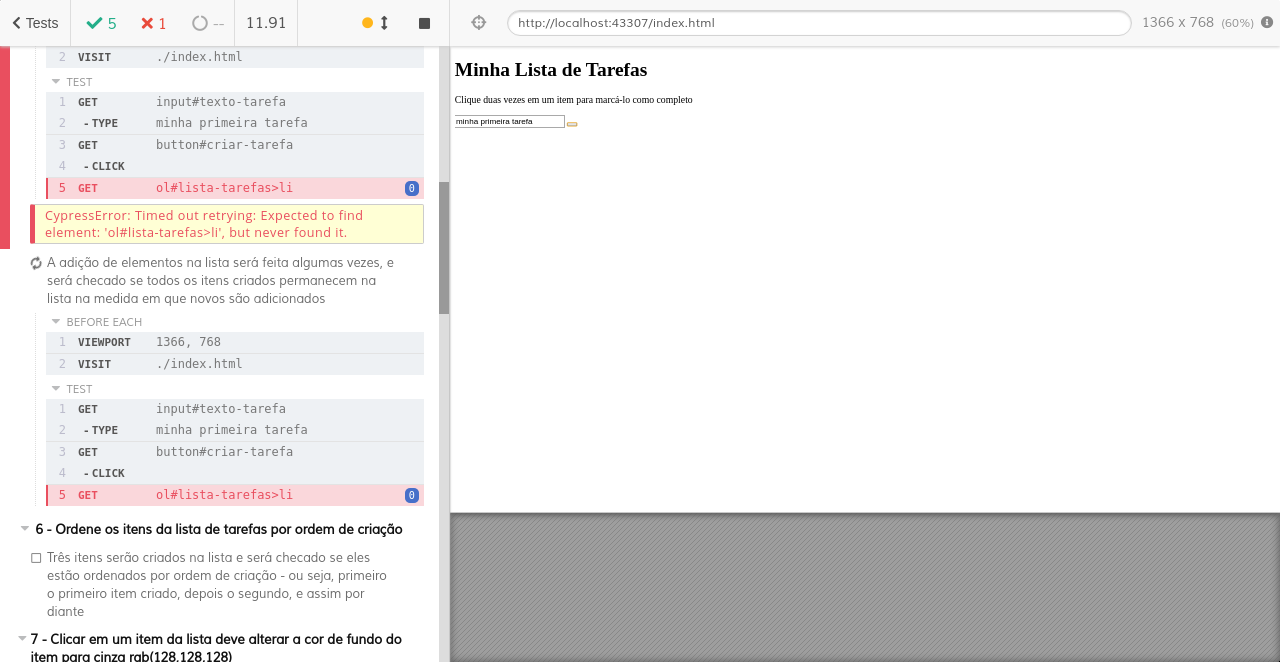 Tests 5 1 -- 11.91 http://localhost:43307/index.html 1366 x 768 (60%)
2 VISIT ./index.html
TEST
1 GET input#texto-tarefa
2 - TYPE minha primeira tarefa
3 GET button#criar-tarefa
4 - CLICK
5 GET ol#lista-tarefas>li 0
CypressError: Timed out retrying: Expected to find
element: 'ol#lista-tarefas>li', but never found it.
A adição de elementos na lista será feita algumas vezes, e
será checado se todos os itens criados permanecem na
lista na medida em que novos são adicionados
BEFORE EACH
1 VIEWPORT 1366, 768
2 VISIT ./index.html
TEST
1 GET input#texto-tarefa
2 - TYPE minha primeira tarefa
3 GET button#criar-tarefa
4 - CLICK
5 GET ol#lista-tarefas>li 0
6 - Ordene os itens da lista de tarefas por ordem de criação
Três itens serão criados na lista e será checado se eles
estão ordenados por ordem de criação - ou seja, primeiro
o primeiro item criado, depois o segundo, e assim por
diante
7 - Clicar em um item da lista deve alterar a cor de fundo do
item para cinza rgb(128,128,128)
Minha Lista de Tarefas
Clique duas vezes em um item para marcá-lo como completo
minha primeira tarefa